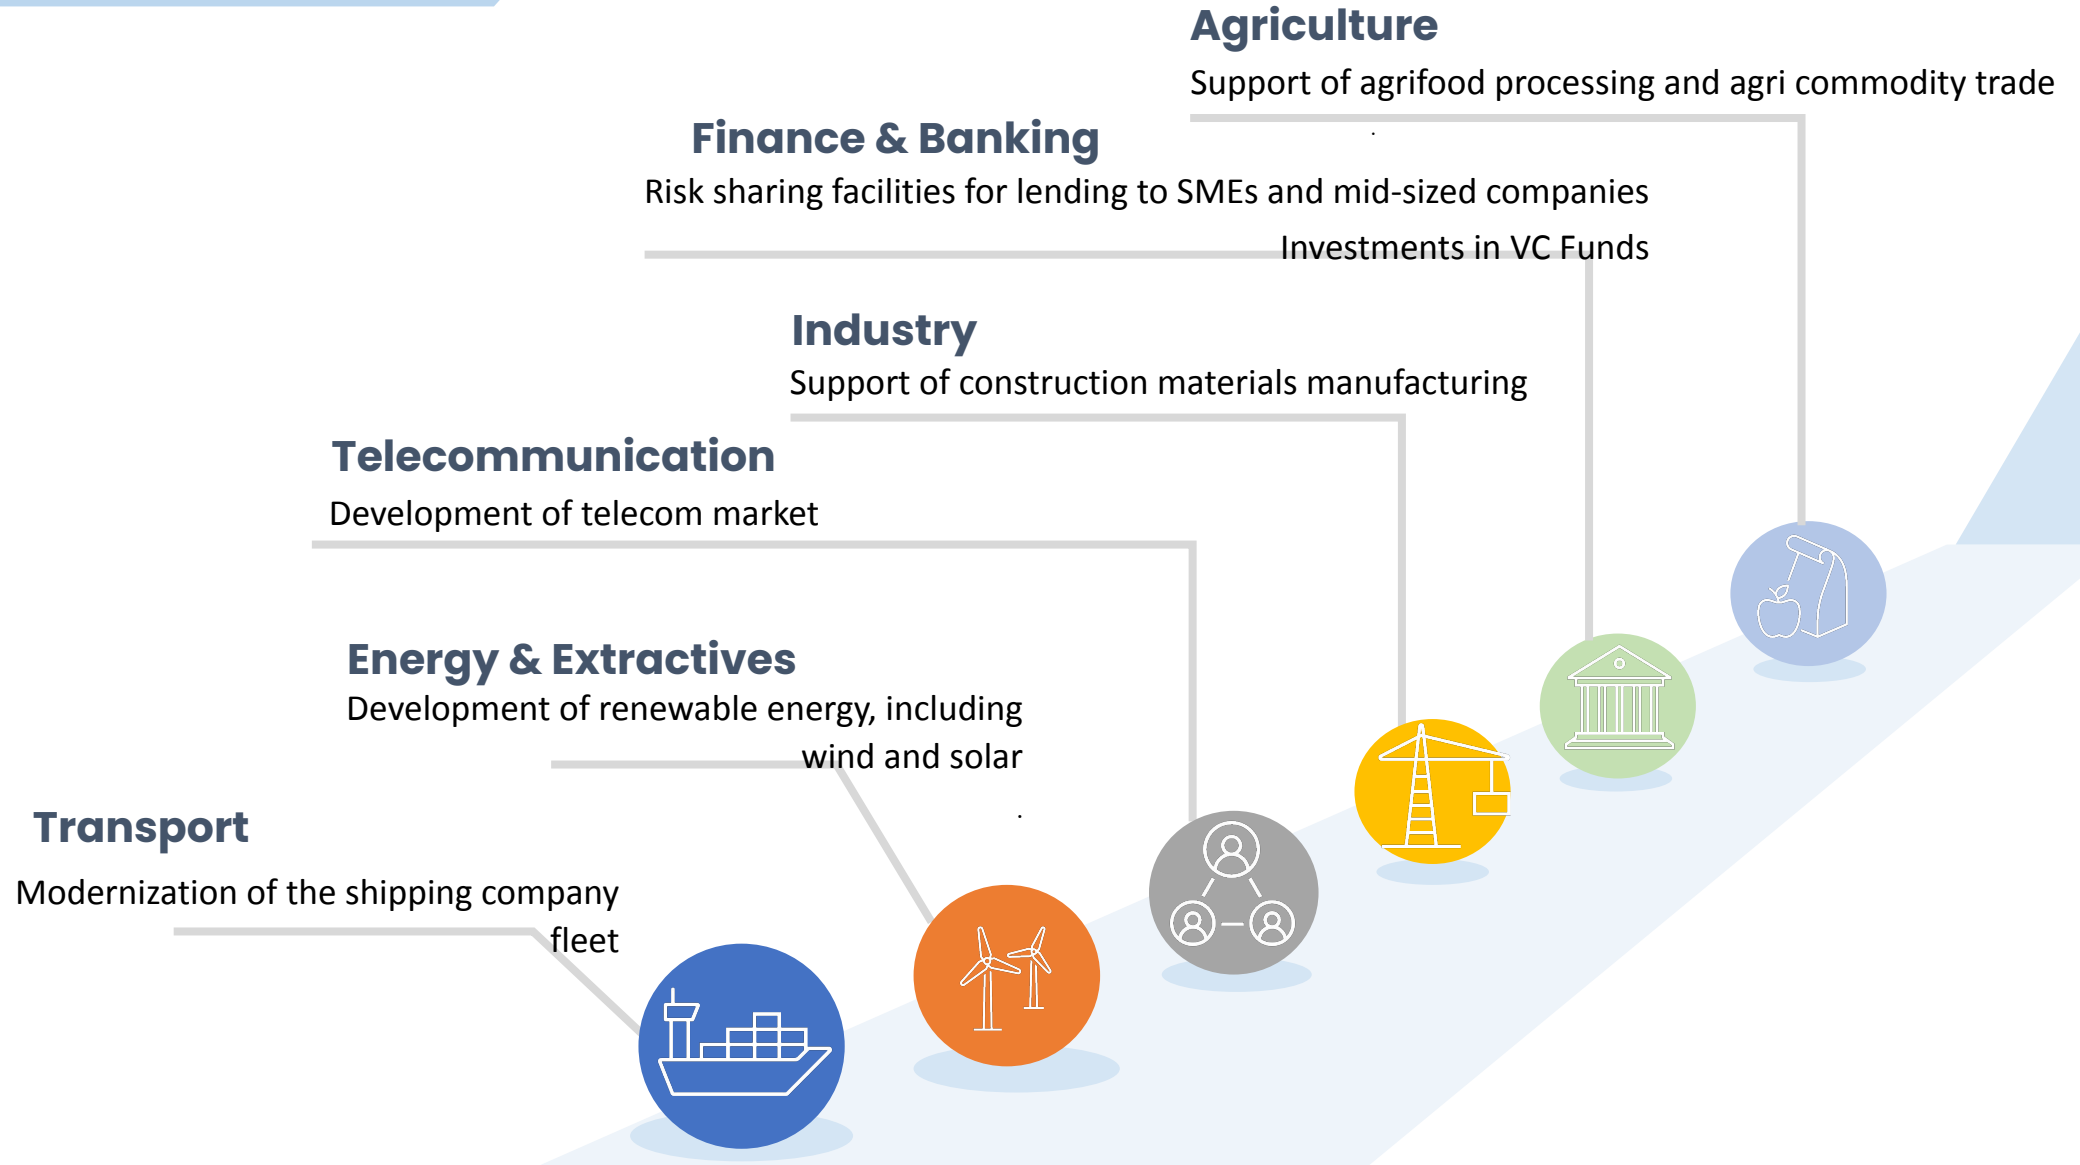 Agriculture
Support of agrifood processing and agri commodity trade
.
Finance & Banking
Risk sharing facilities for lending to SMEs and mid-sized companies
Investments in VC Funds
Industry
Support of construction materials manufacturing
Telecommunication
Development of telecom market
Energy & Extractives
Development of renewable energy, including
wind and solar
.
Transport
Modernization of the shipping company
fleet